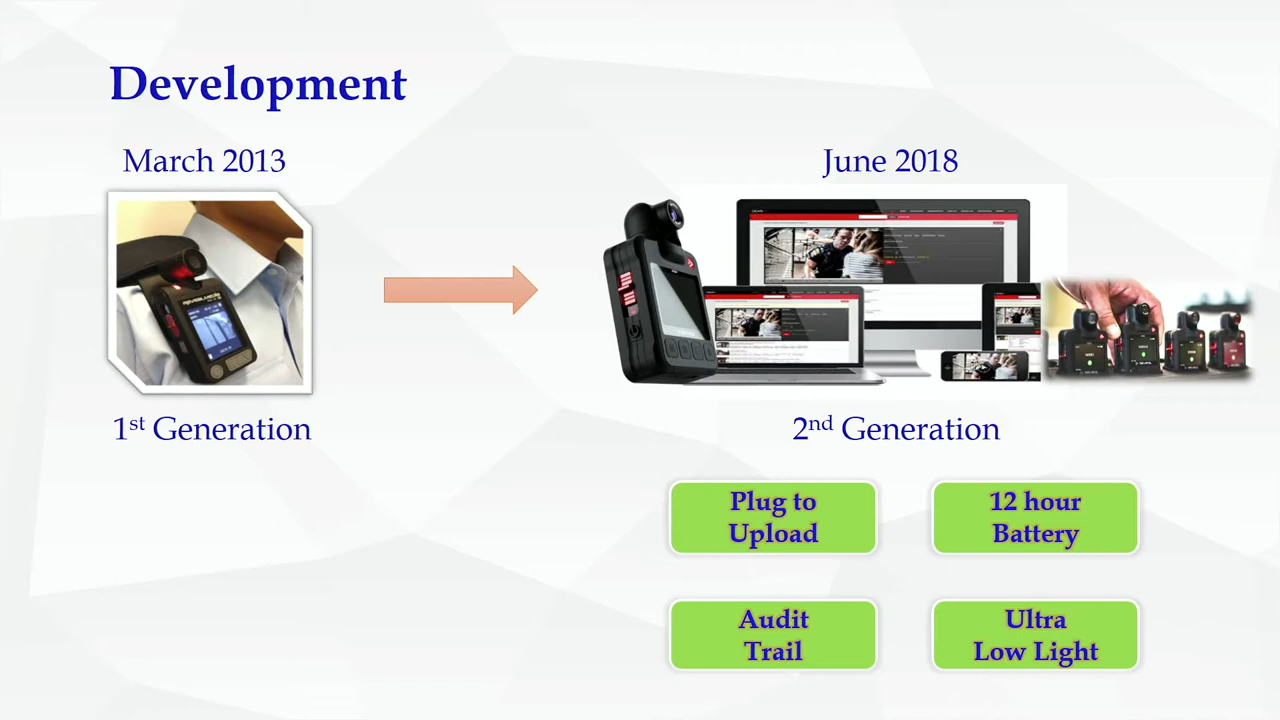 Development
March 2013
June 2018
1st Generation
2nd Generation
Plug to
Upload
12 hour
Battery
Audit
Trail
Ultra
Low Light